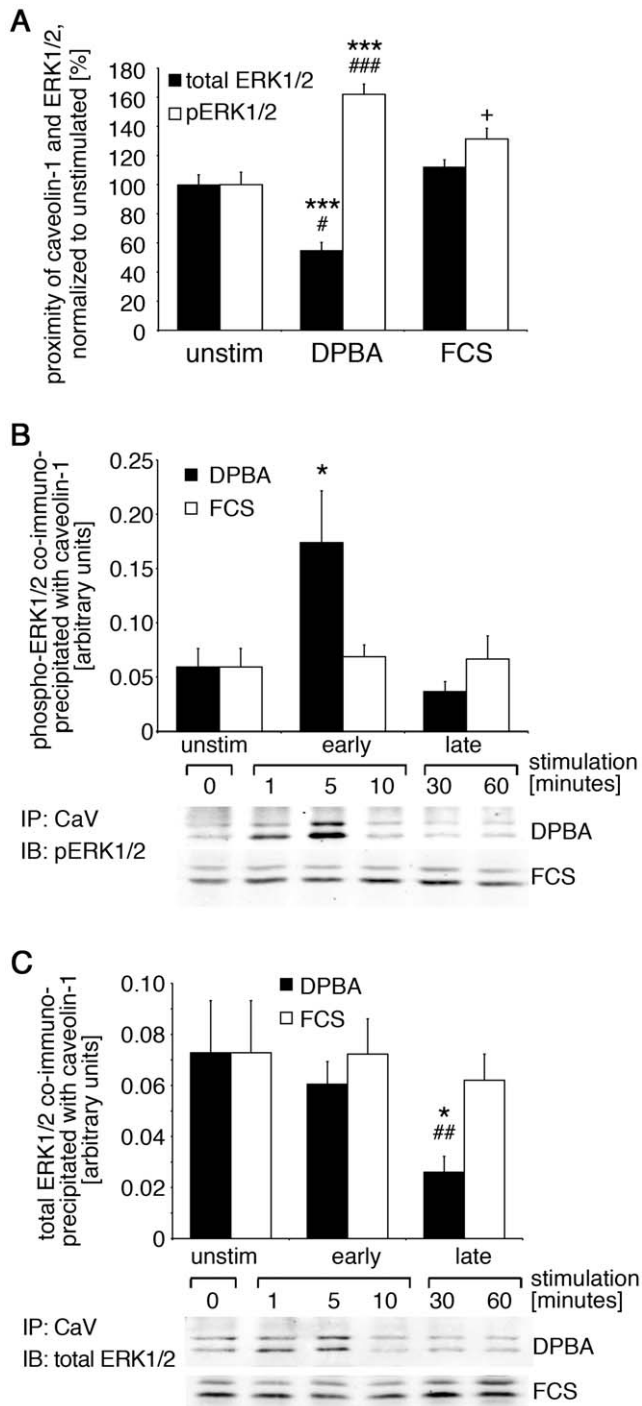 A
proximity of caveolin-1 and ERK1/2,
normalized to unstimulated [%]
180
160
140
120
100
80
60
40
20
0
total ERK1/2
pERK1/2
***
#
***
###
+
unstim DPBA FCS
B
phospho-ERK1/2 co-immuno-
precipitated with caveolin-1
[arbitrary units]
0.25
0.20
0.15
0.10
0.05
0
DPBA
FCS
*
unstim early late
stimulation
[minutes]
0 1 5 10 30 60
IP: CaV
IB: pERK1/2
DPBA
FCS
C
total ERK1/2 co-immuno-
precipitated with caveolin-1
[arbitrary units]
0.10
0.08
0.06
0.04
0.02
0
DPBA
FCS
*
##
unstim early late
stimulation
[minutes]
0 1 5 10 30 60
IP: CaV
IB: total ERK1/2
DPBA
FCS